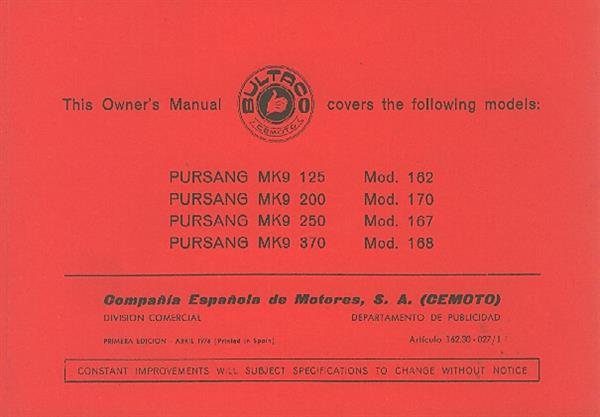 This Owner's Manual BULTACO CEMOTO covers the following models:
PURSANG MK9 125 Mod. 162
PURSANG MK9 200 Mod. 170
PURSANG MK9 250 Mod. 167
PURSANG MK9 370 Mod. 168
Compañía Española de Motores, S. A. (CEMOTO)
DIVISION COMERCIAL DEPARTAMENTO DE PUBLICIDAD
PRIMERA EDICION - ABRIL 1976 (Printed in Spain) Artículo 162.30 - 027/1
CONSTANT IMPROVEMENTS WILL SUBJECT SPECIFICATIONS TO CHANGE WITHOUT NOTICE